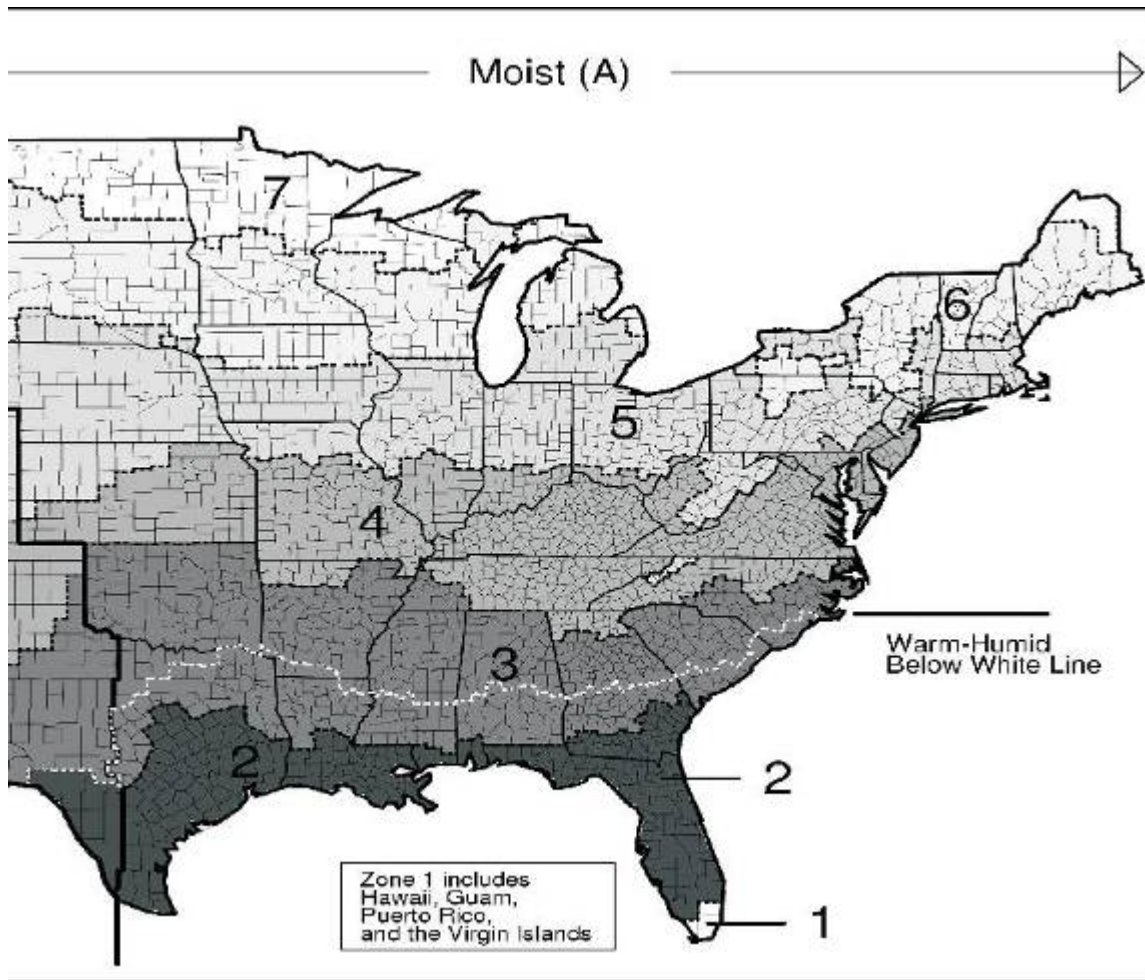 Moist (A)
7
6
5
4
3
Warm-Humid
Below White Line
2
2
Zone 1 includes
Hawaii, Guam,
Puerto Rico,
and the Virgin Islands
1